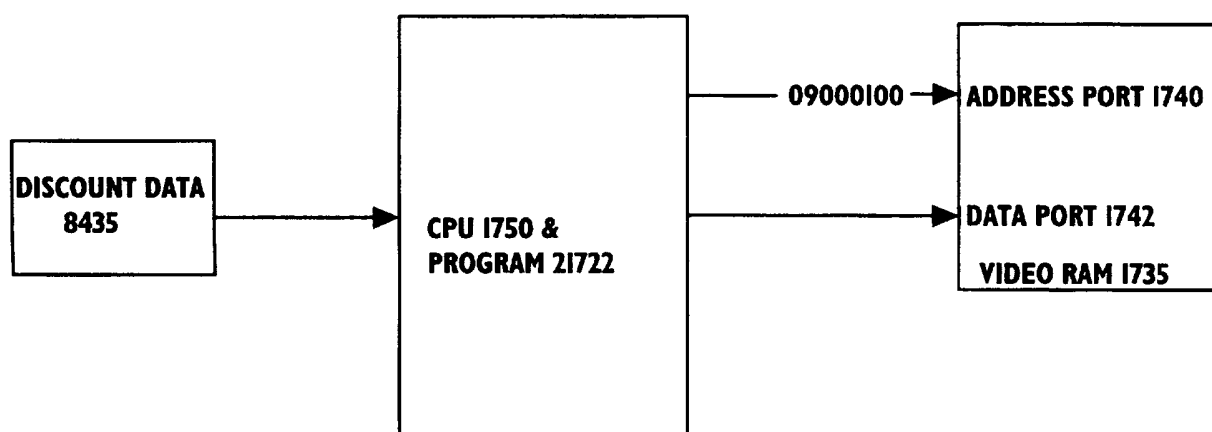 DISCOUNT DATA
8435
CPU 1750 &
PROGRAM 21722
09000100
ADDRESS PORT 1740
DATA PORT 1742
VIDEO RAM 1735